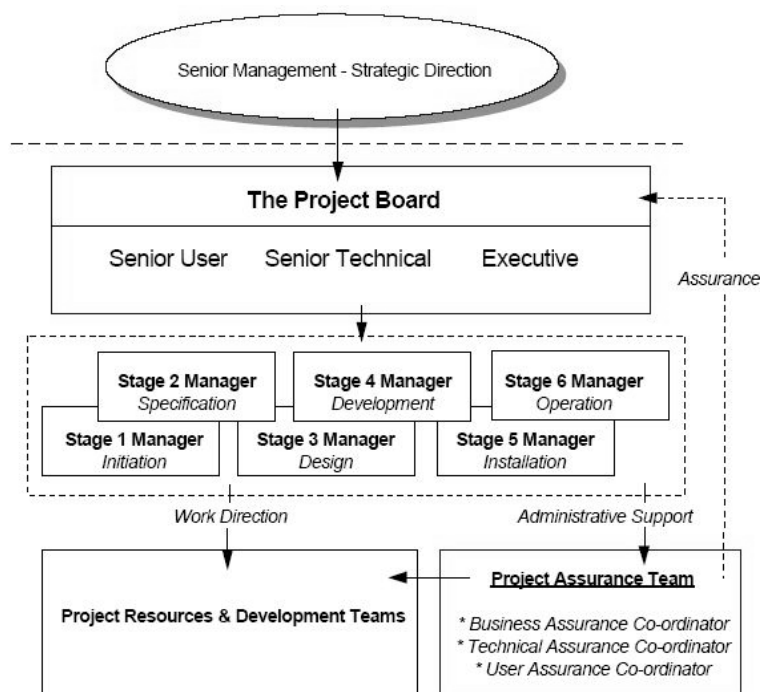 Senior Management - Strategic Direction
The Project Board
Senior User Senior Technical Executive
Assurance
Stage 2 Manager
Specification
Stage 4 Manager
Development
Stage 6 Manager
Operation
Stage 1 Manager
Initiation
Stage 3 Manager
Design
Stage 5 Manager
Installation
Work Direction
Administrative Support
Project Resources & Development Teams
Project Assurance Team
* Business Assurance Co-ordinator
* Technical Assurance Co-ordinator
* User Assurance Co-ordinator